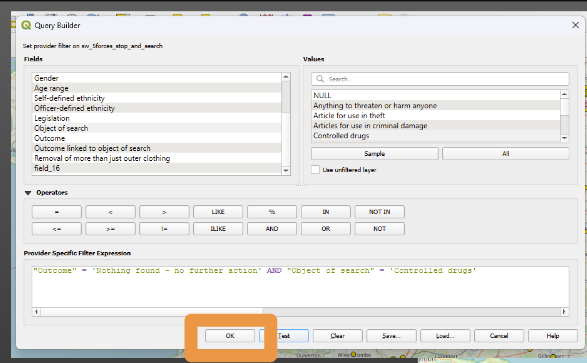 Query Builder
Set provider filter on sw_5forces_stop_and_search
Fields
Values
Gender
Age range
Self-defined ethnicity
Officer-defined ethnicity
Legislation
Object of search
Outcome
Outcome linked to object of search
Removal of more than just outer clothing
field_16
Search...
NULL
Anything to threaten or harm anyone
Article for use in theft
Articles for use in criminal damage
Controlled drugs
Sample
All
Use unfiltered layer
Operators
= < > LIKE % IN NOT IN
<= >= != ILIKE AND OR NOT
Provider Specific Filter Expression
"Outcome" = 'Nothing found - no further action' AND "Object of search" = 'Controlled drugs'
OK Test Clear Save... Load... Cancel Help